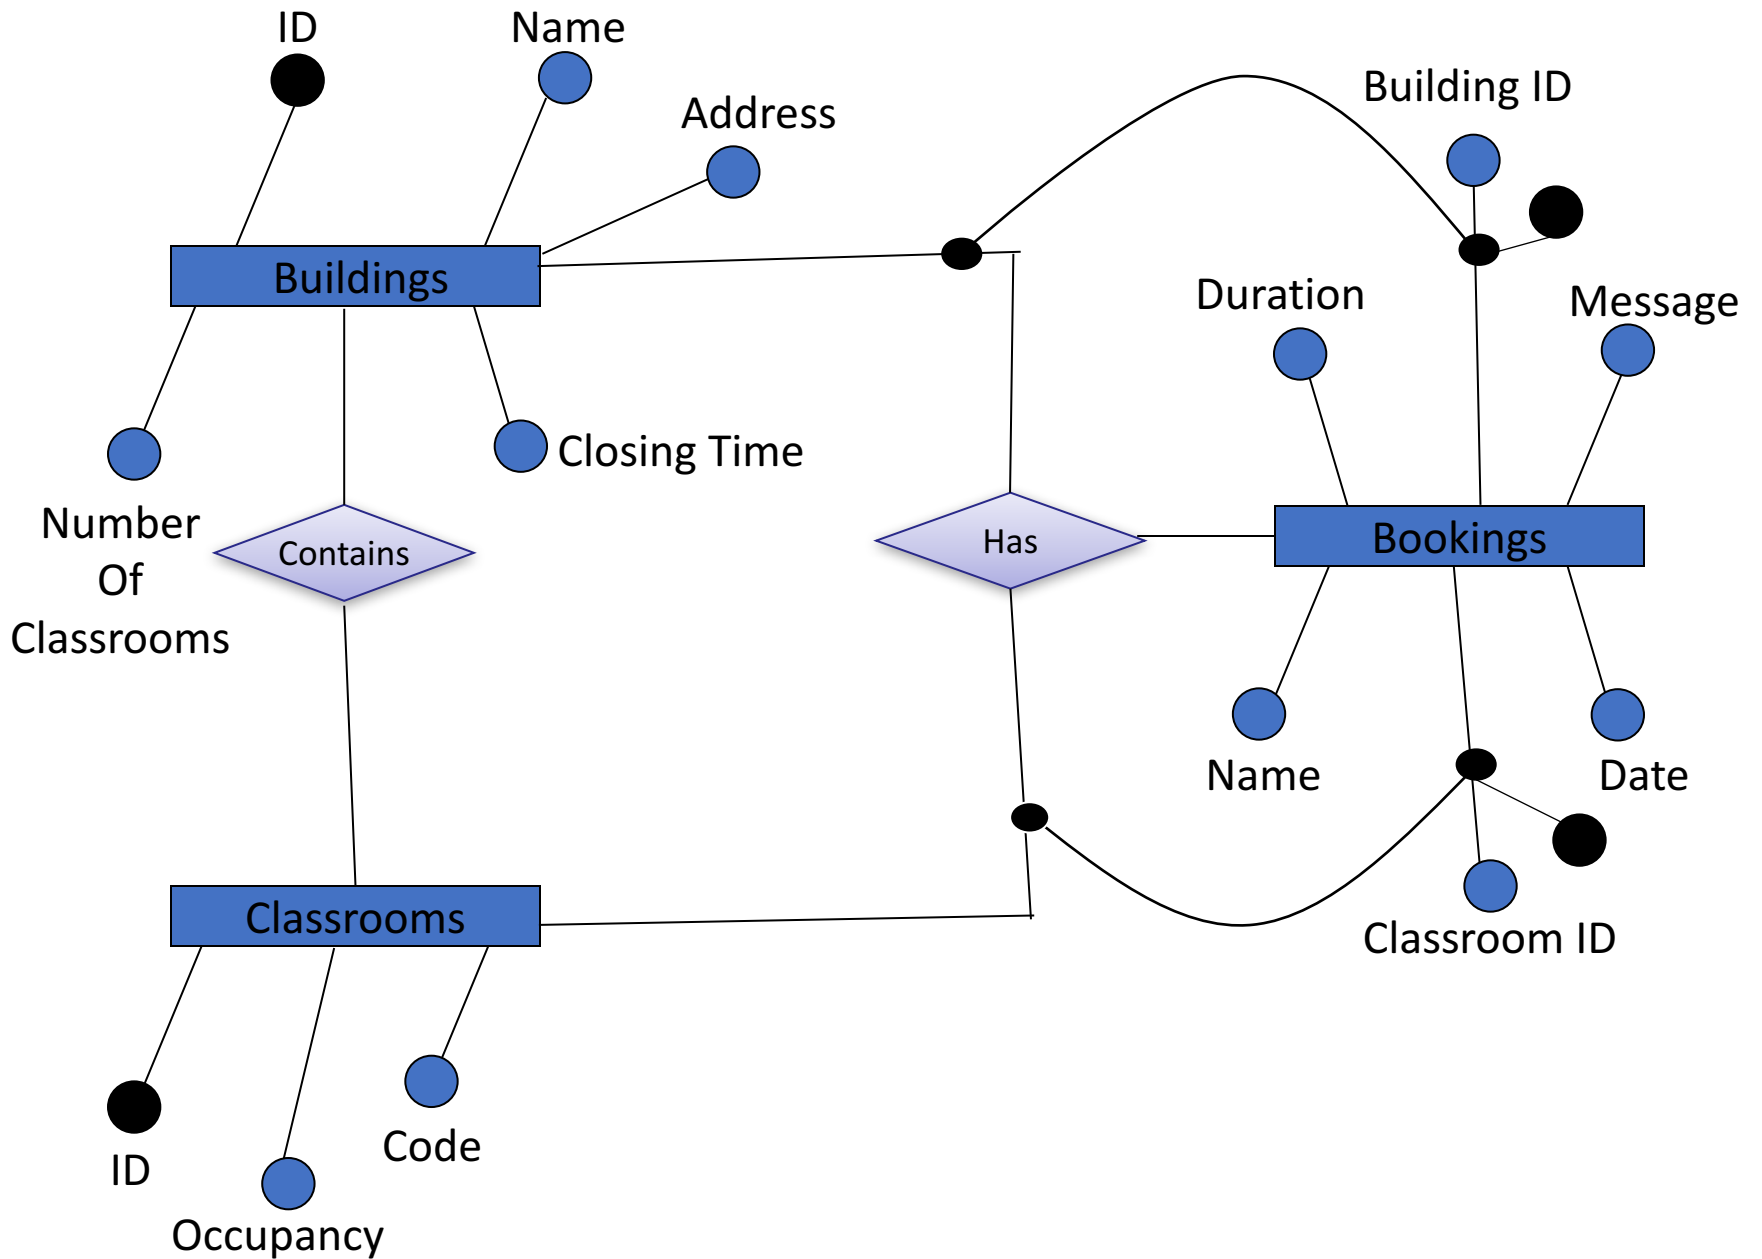 ID
Name
Address
Building ID
Buildings
Duration
Message
Closing Time
Number
Of
Classrooms
Contains
Has
Bookings
Name
Date
Classrooms
Classroom ID
Code
ID
Occupancy